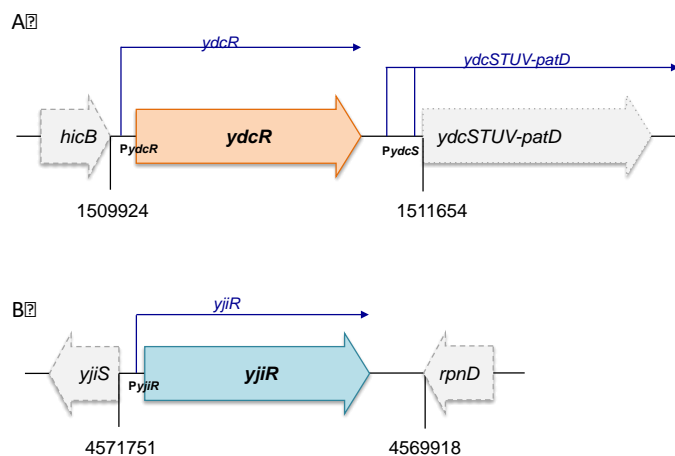 A⍰
ydcR
ydcSTUV-patD
hicB
PydcR
ydcR
PydcS
ydcSTUV-patD
1509924
1511654
B⍰
yjiR
yjiS
PyjiR
yjiR
rpnD
4571751
4569918